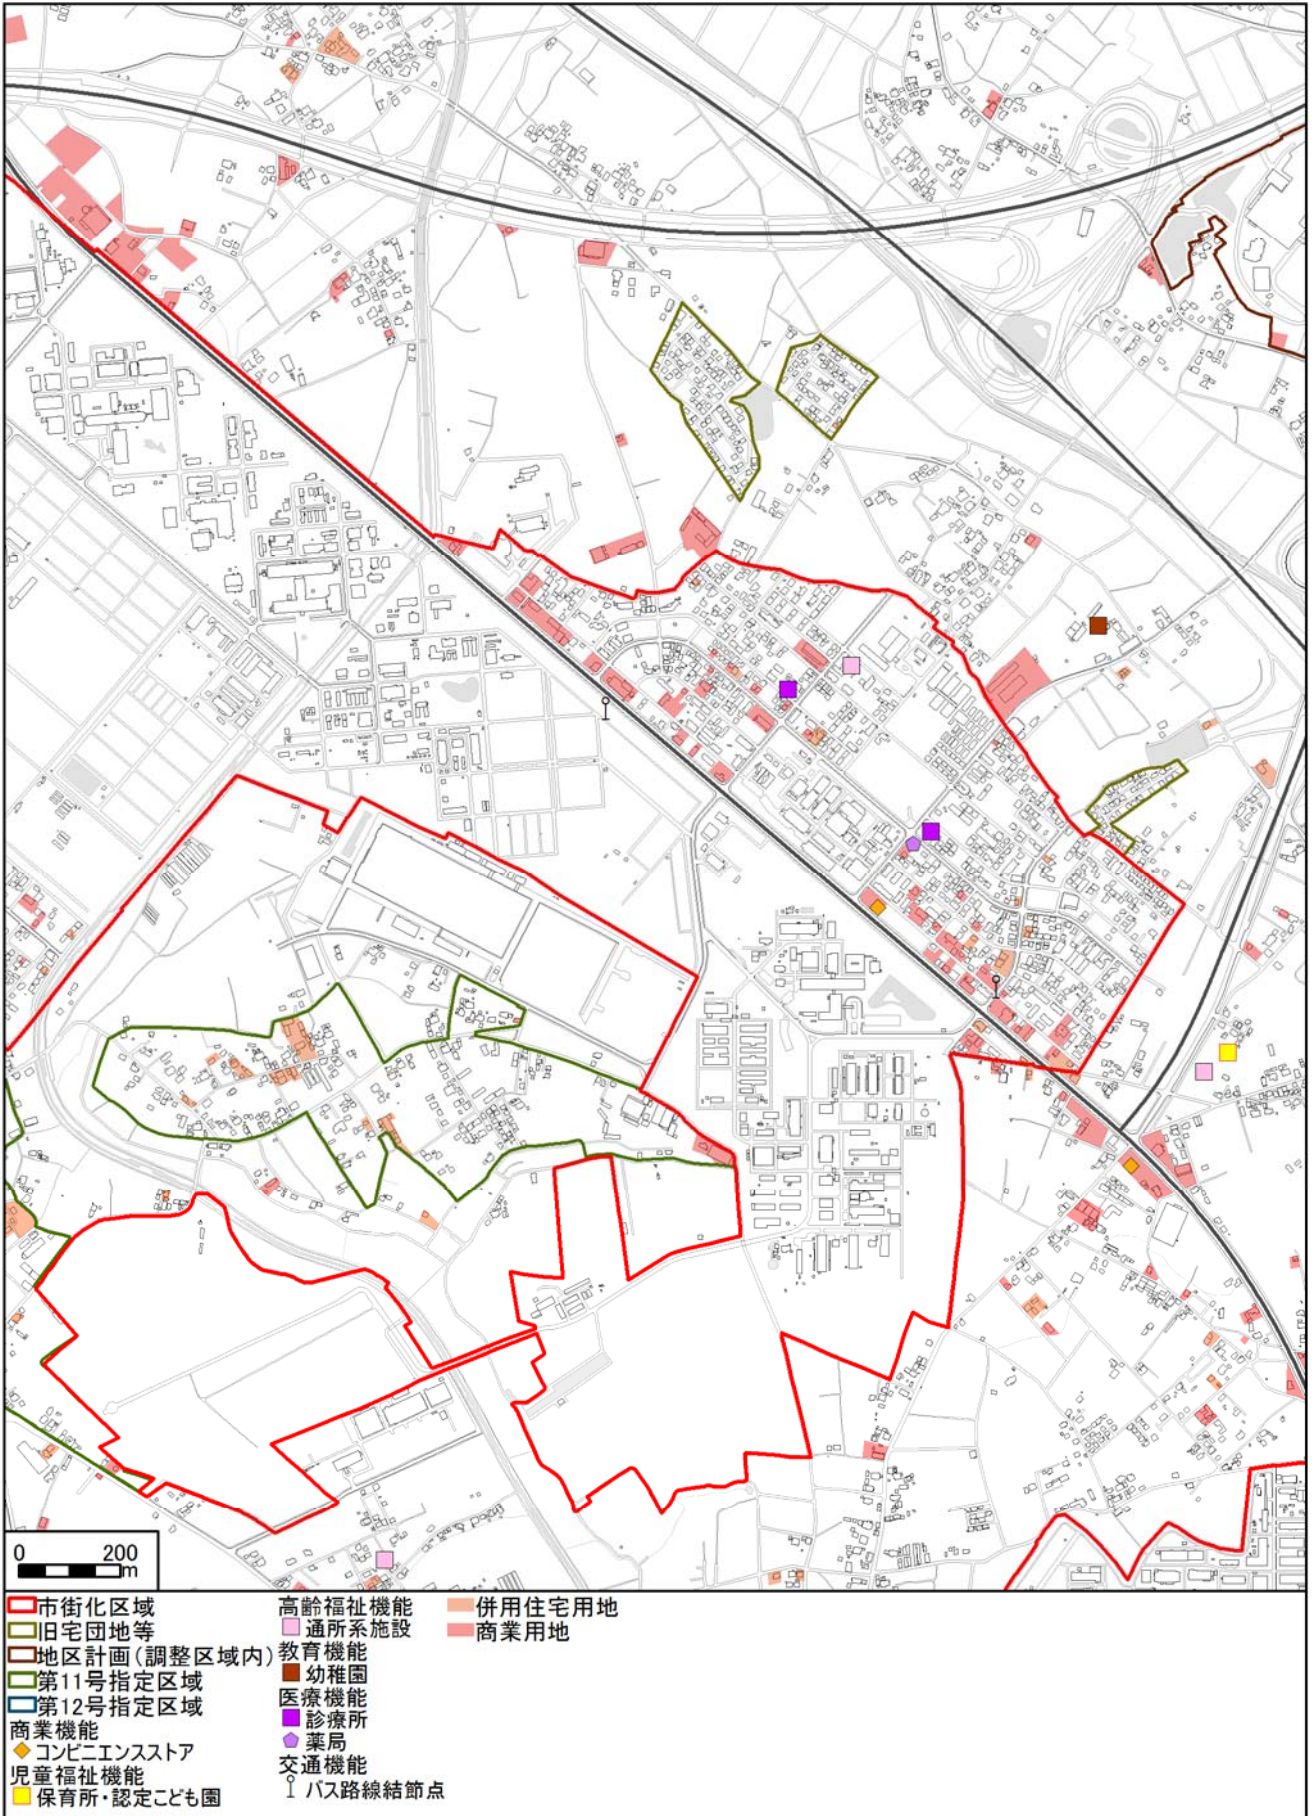 0 200
m
市街化区域
旧宅団地等
地区計画(調整区域内)
第11号指定区域
第12号指定区域
商業機能
コンビニエンスストア
児童福祉機能
保育所・認定こども園
高齢福祉機能
通所系施設
教育機能
幼稚園
医療機能
診療所
薬局
交通機能
バス路線結節点
併用住宅用地
商業用地